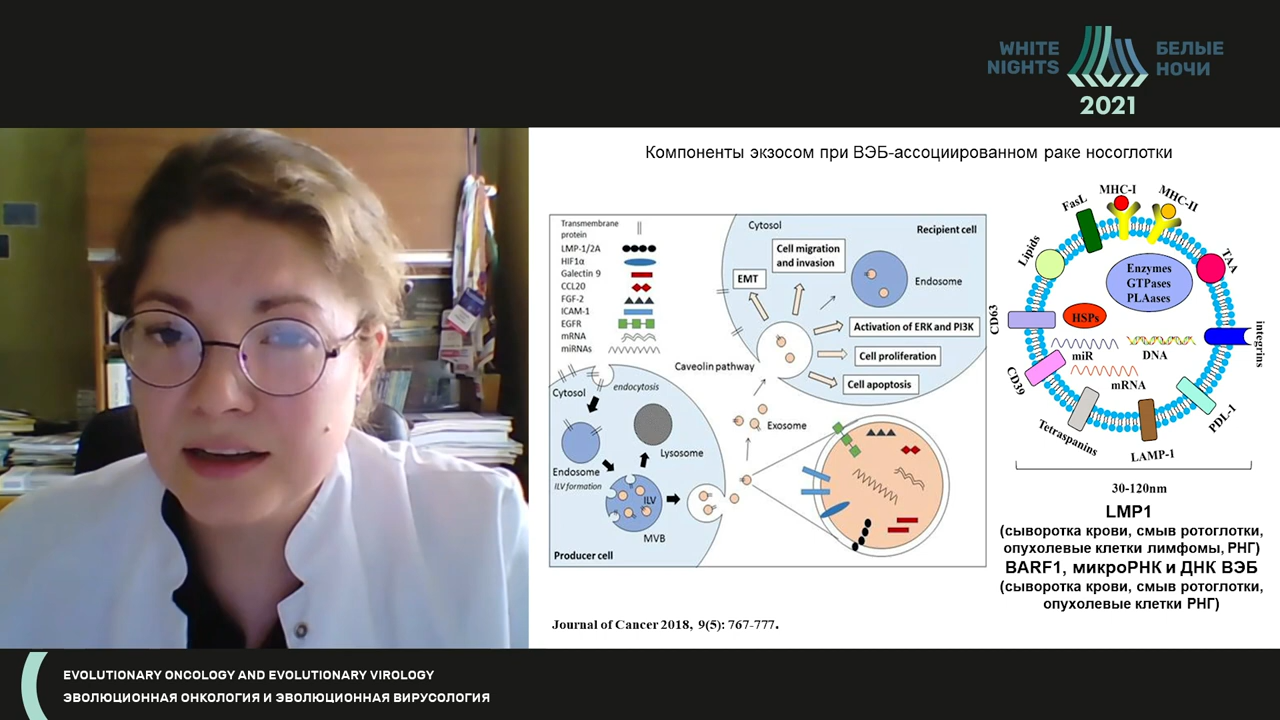 WHITE
NIGHTS
БЕЛЫЕ
НОЧИ
2021
Компоненты экзосом при ВЭБ-ассоциированном раке носоглотки
Transmembrane
protein
LMP-1/2A
HIF1α
Galectin 9
CCL20
FGF-2
ICAM-1
EGFR
mRNA
miRNAs
Cytosol
Recipient cell
Cell migration
and invasion
EMT
Endosome
Activation of ERK and PI3K
Cell proliferation
Cell apoptosis
Caveolin pathway
endocytosis
Cytosol
Endosome
ILV formation
Lysosome
ILV
MVB
Producer cell
Exosome
Journal of Cancer 2018, 9(5): 767-777.
FasL
MHC-I
MHC-II
Lipids
TAA
Enzymes
GTPases
PLAases
CD63
HSPs
integrins
miR
DNA
mRNA
CD39
PDL-1
Tetraspanins
LAMP-1
30-120nm
LMP1
(сыворотка крови, смыв ротоглотки,
опухолевые клетки лимфомы, РНГ)
BARF1, микроРНК и ДНК ВЭБ
(сыворотка крови, смыв ротоглотки,
опухолевые клетки РНГ)
EVOLUTIONARY ONCOLOGY AND EVOLUTIONARY VIROLOGY
ЭВОЛЮЦИОННАЯ ОНКОЛОГИЯ И ЭВОЛЮЦИОННАЯ ВИРУСОЛОГИЯ